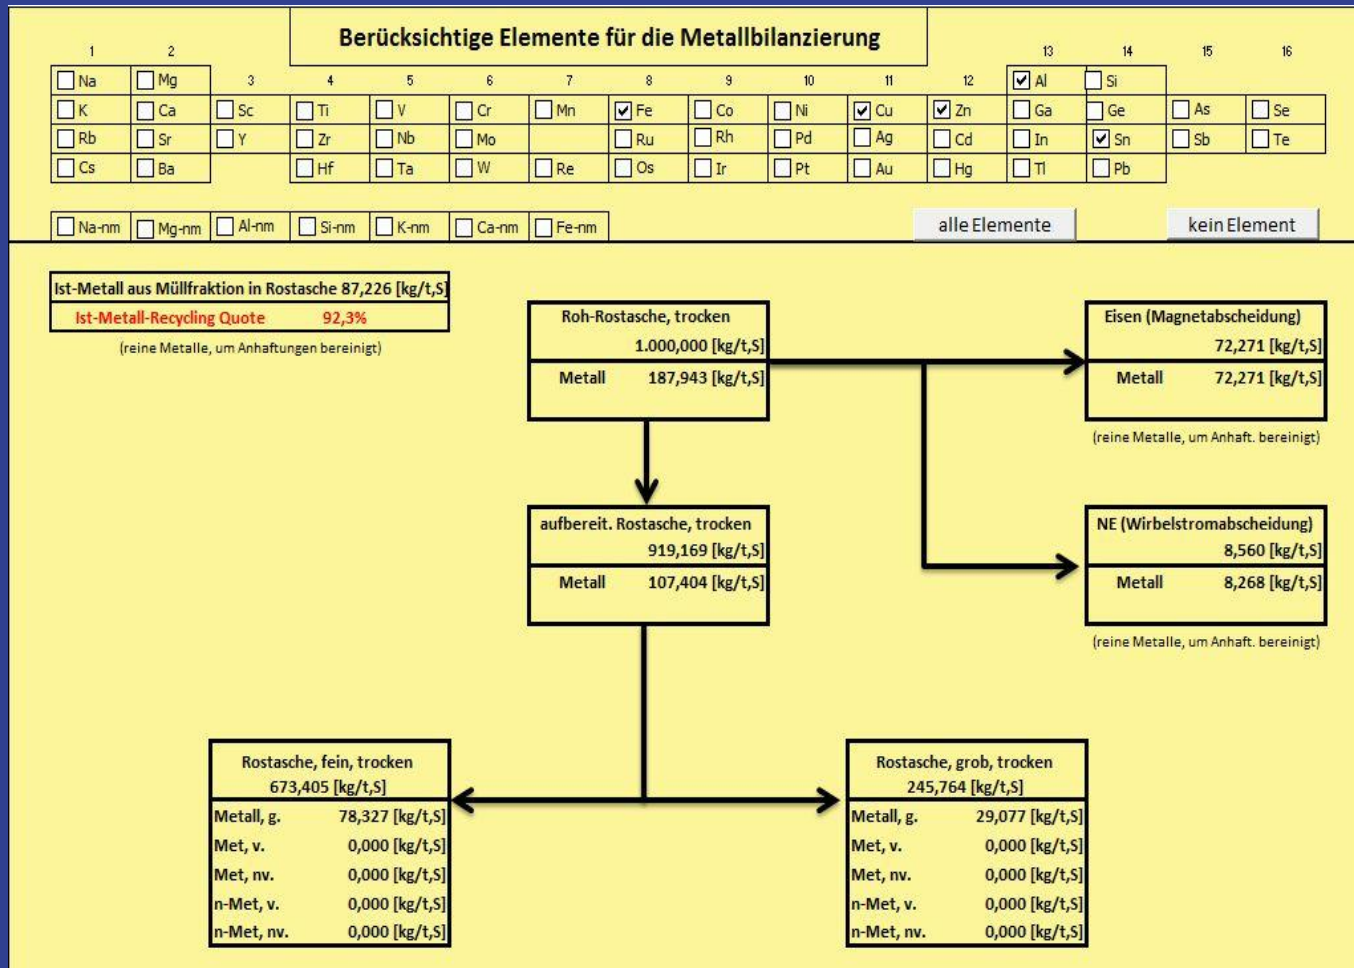 Berücksichtige Elemente für die Metallbilanzierung
1 2 13 14 15 16
Na Mg 3 4 5 6 7 8 9 10 11 12 Al Si
K Ca Sc Ti V Cr Mn Fe Co Ni Cu Zn Ga Ge As Se
Rb Sr Y Zr Nb Mo Ru Rh Pd Ag Cd In Sn Sb Te
Cs Ba Hf Ta W Re Os Ir Pt Au Hg Tl Pb
Na-nm Mg-nm Al-nm Si-nm K-nm Ca-nm Fe-nm alle Elemente kein Element
Ist-Metall aus Müllfraktion in Rostasche 87,226 [kg/t,S]
Ist-Metall-Recycling Quote 92,3%
(reine Metalle, um Anhaftungen bereinigt)
Roh-Rostasche, trocken
1.000,000 [kg/t,S]
Metall 187,943 [kg/t,S]
Eisen (Magnetabscheidung)
72,271 [kg/t,S]
Metall 72,271 [kg/t,S]
(reine Metalle, um Anhaft. bereinigt)
aufbereit. Rostasche, trocken
919,169 [kg/t,S]
Metall 107,404 [kg/t,S]
NE (Wirbelstromabscheidung)
8,560 [kg/t,S]
Metall 8,268 [kg/t,S]
(reine Metalle, um Anhaft. bereinigt)
Rostasche, fein, trocken
673,405 [kg/t,S]
Metall, g. 78,327 [kg/t,S]
Met, v. 0,000 [kg/t,S]
Met, nv. 0,000 [kg/t,S]
n-Met, v. 0,000 [kg/t,S]
n-Met, nv. 0,000 [kg/t,S]
Rostasche, grob, trocken
245,764 [kg/t,S]
Metall, g. 29,077 [kg/t,S]
Met, v. 0,000 [kg/t,S]
Met, nv. 0,000 [kg/t,S]
n-Met, v. 0,000 [kg/t,S]
n-Met, nv. 0,000 [kg/t,S]